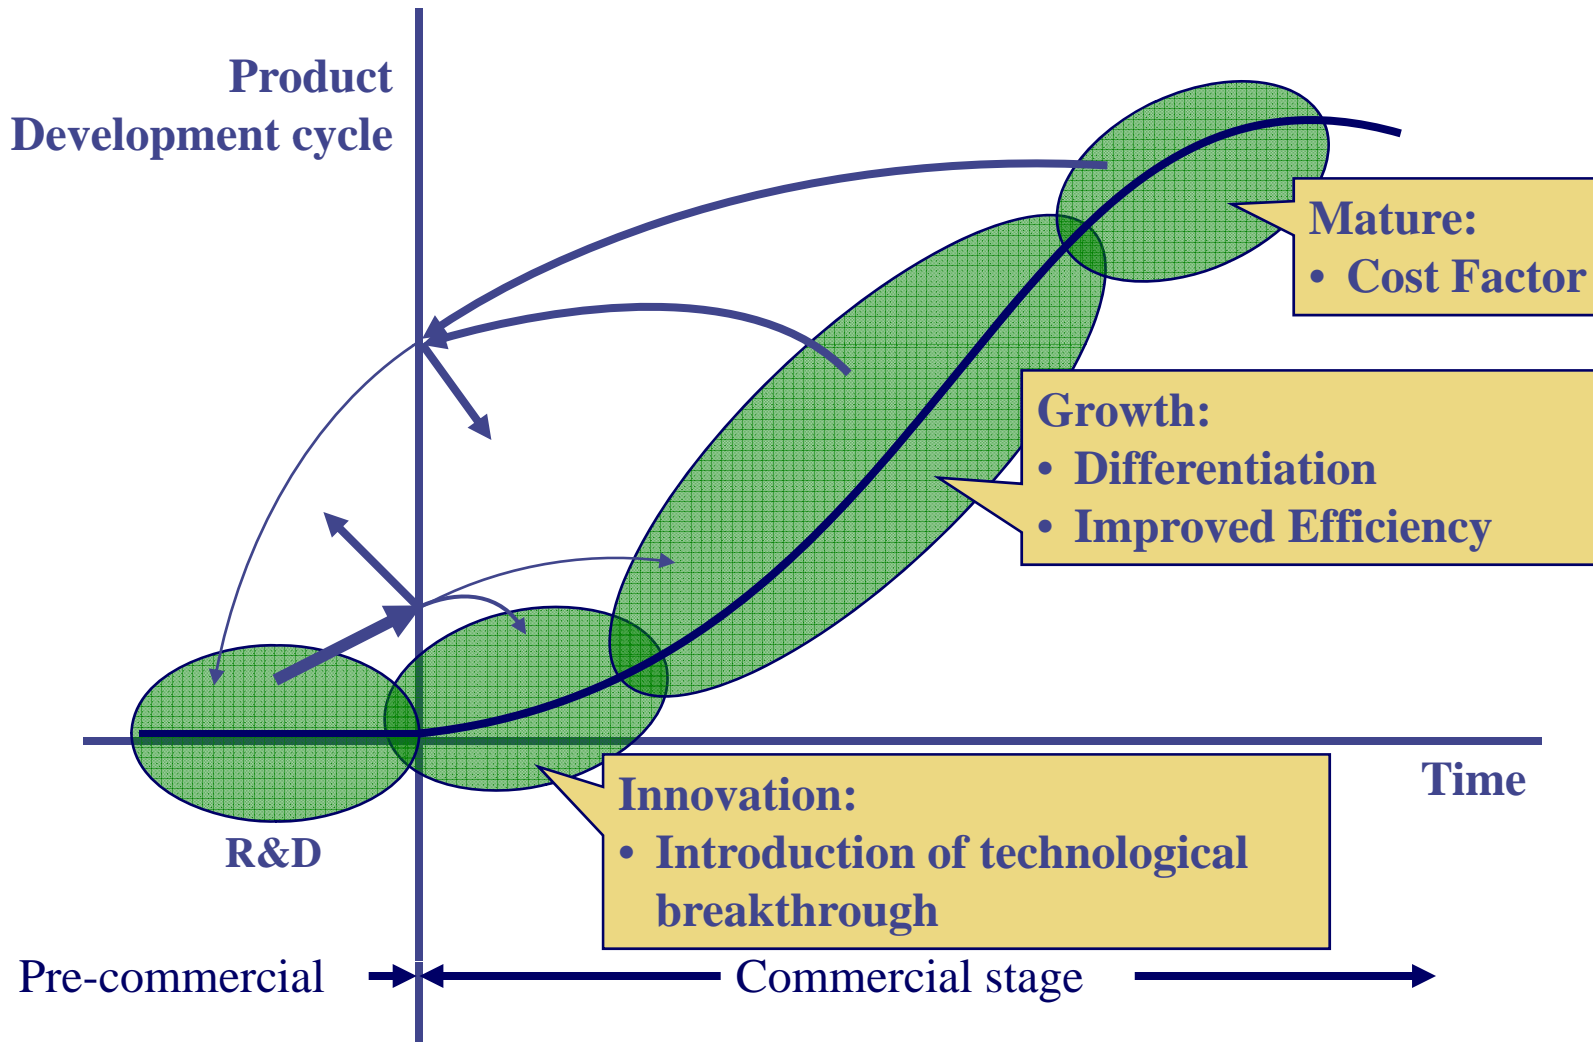 Product
Development cycle
Mature:
• Cost Factor
Growth:
• Differentiation
• Improved Efficiency
Time
Innovation:
• Introduction of technological
breakthrough
R&D
Pre-commercial
Commercial stage